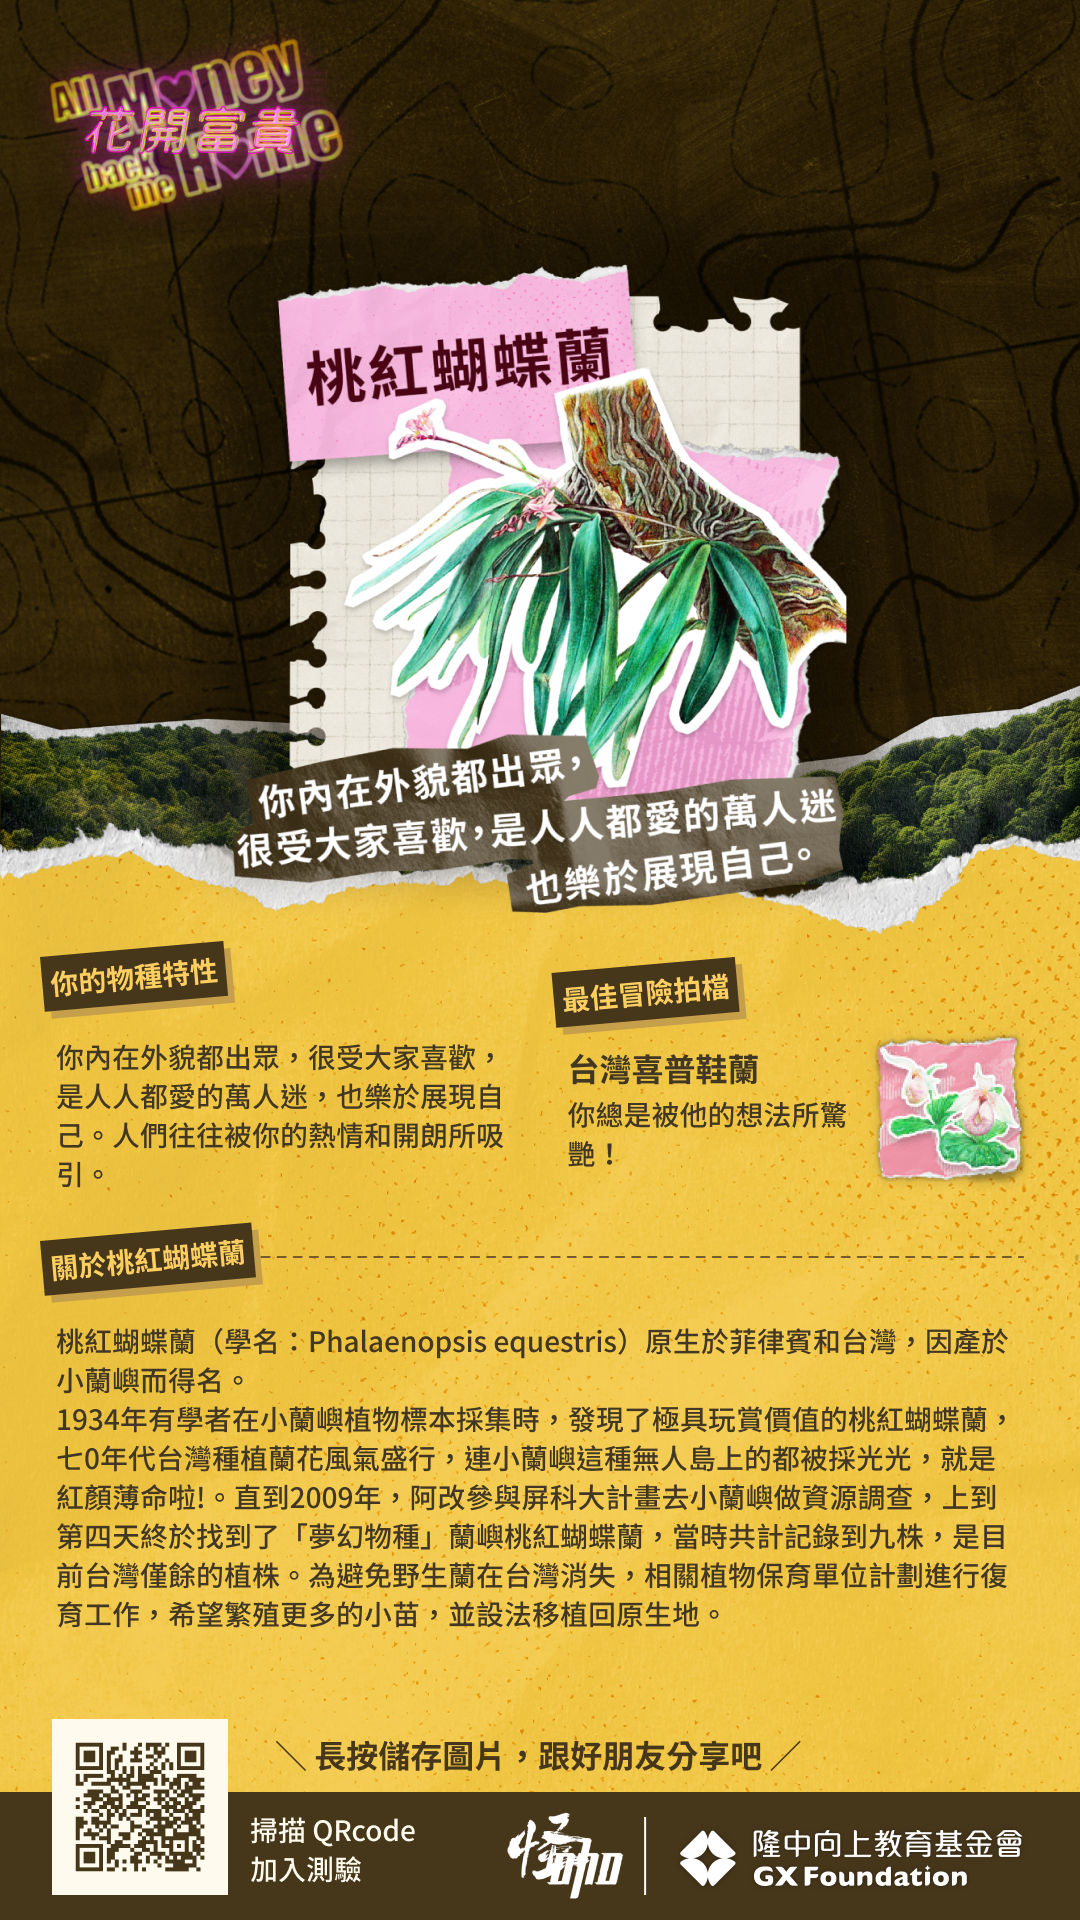 All Money
花開富貴
back me Home
桃紅蝴蝶蘭
你內在外貌都出眾，
很受大家喜歡，是人人都愛的萬人迷
也樂於展現自己。
你的物種特性
你內在外貌都出眾，很受大家喜歡，
是人人都愛的萬人迷，也樂於展現自
己。人們往往被你的熱情和開朗所吸
引。
最佳冒險拍檔
台灣喜普鞋蘭
你總是被他的想法所驚
艷！
關於桃紅蝴蝶蘭
桃紅蝴蝶蘭（學名：Phalaenopsis equestris）原生於菲律賓和台灣，因產於
小蘭嶼而得名。
1934年有學者在小蘭嶼植物標本採集時，發現了極具玩賞價值的桃紅蝴蝶蘭，
七0年代台灣種植蘭花風氣盛行，連小蘭嶼這種無人島上的都被採光光，就是
紅顏薄命啦!。直到2009年，阿改參與屏科大計畫去小蘭嶼做資源調查，上到
第四天終於找到了「夢幻物種」蘭嶼桃紅蝴蝶蘭，當時共計記錄到九株，是目
前台灣僅餘的植株。為避免野生蘭在台灣消失，相關植物保育單位計劃進行復
育工作，希望繁殖更多的小苗，並設法移植回原生地。
＼ 長按儲存圖片，跟好朋友分享吧 ／
掃描 QRcode
加入測驗
隆中向上教育基金會
GX Foundation